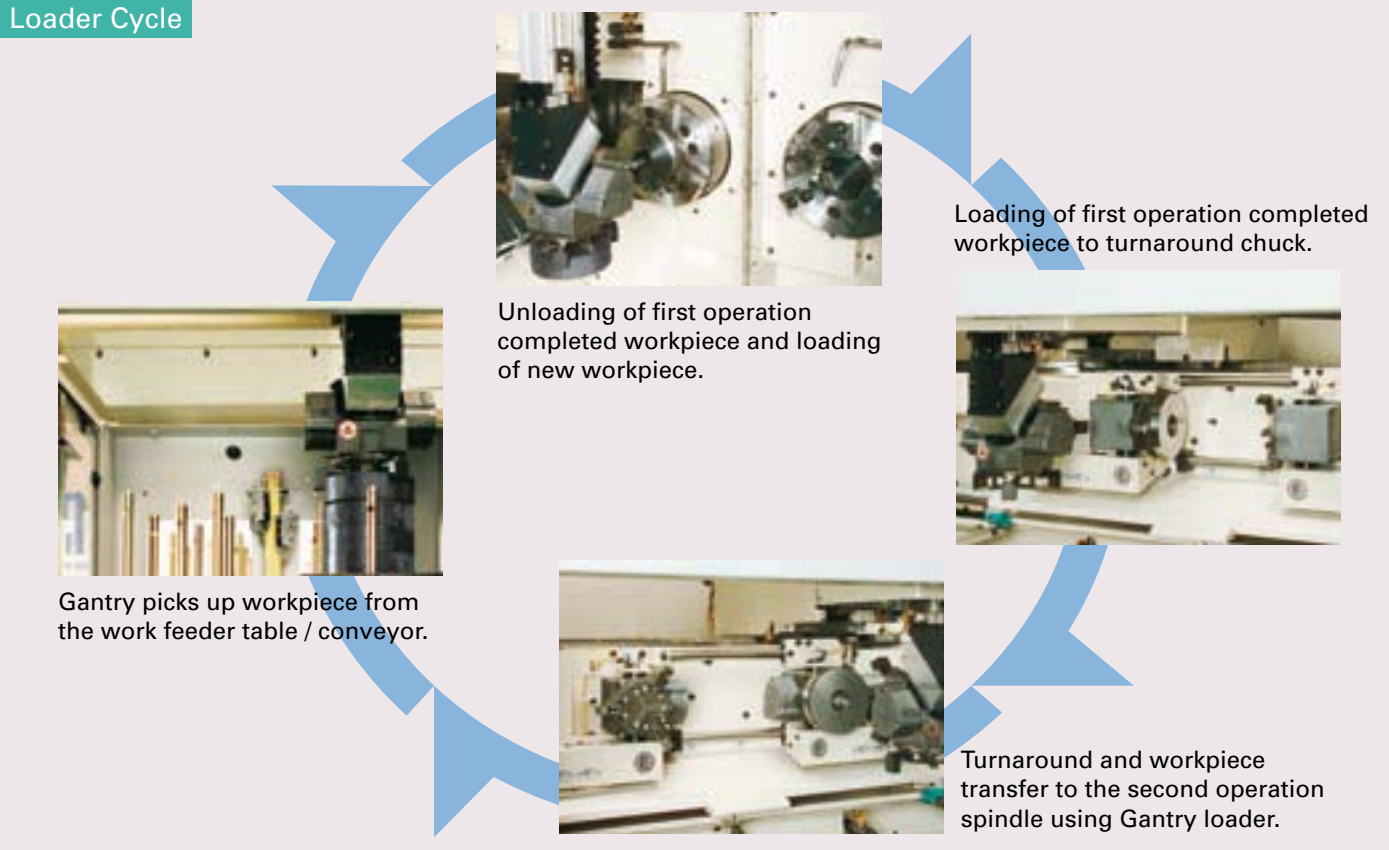 Loader Cycle
Unloading of first operation
completed workpiece and loading
of new workpiece.
Loading of first operation completed
workpiece to turnaround chuck.
Gantry picks up workpiece from
the work feeder table / conveyor.
Turnaround and workpiece
transfer to the second operation
spindle using Gantry loader.